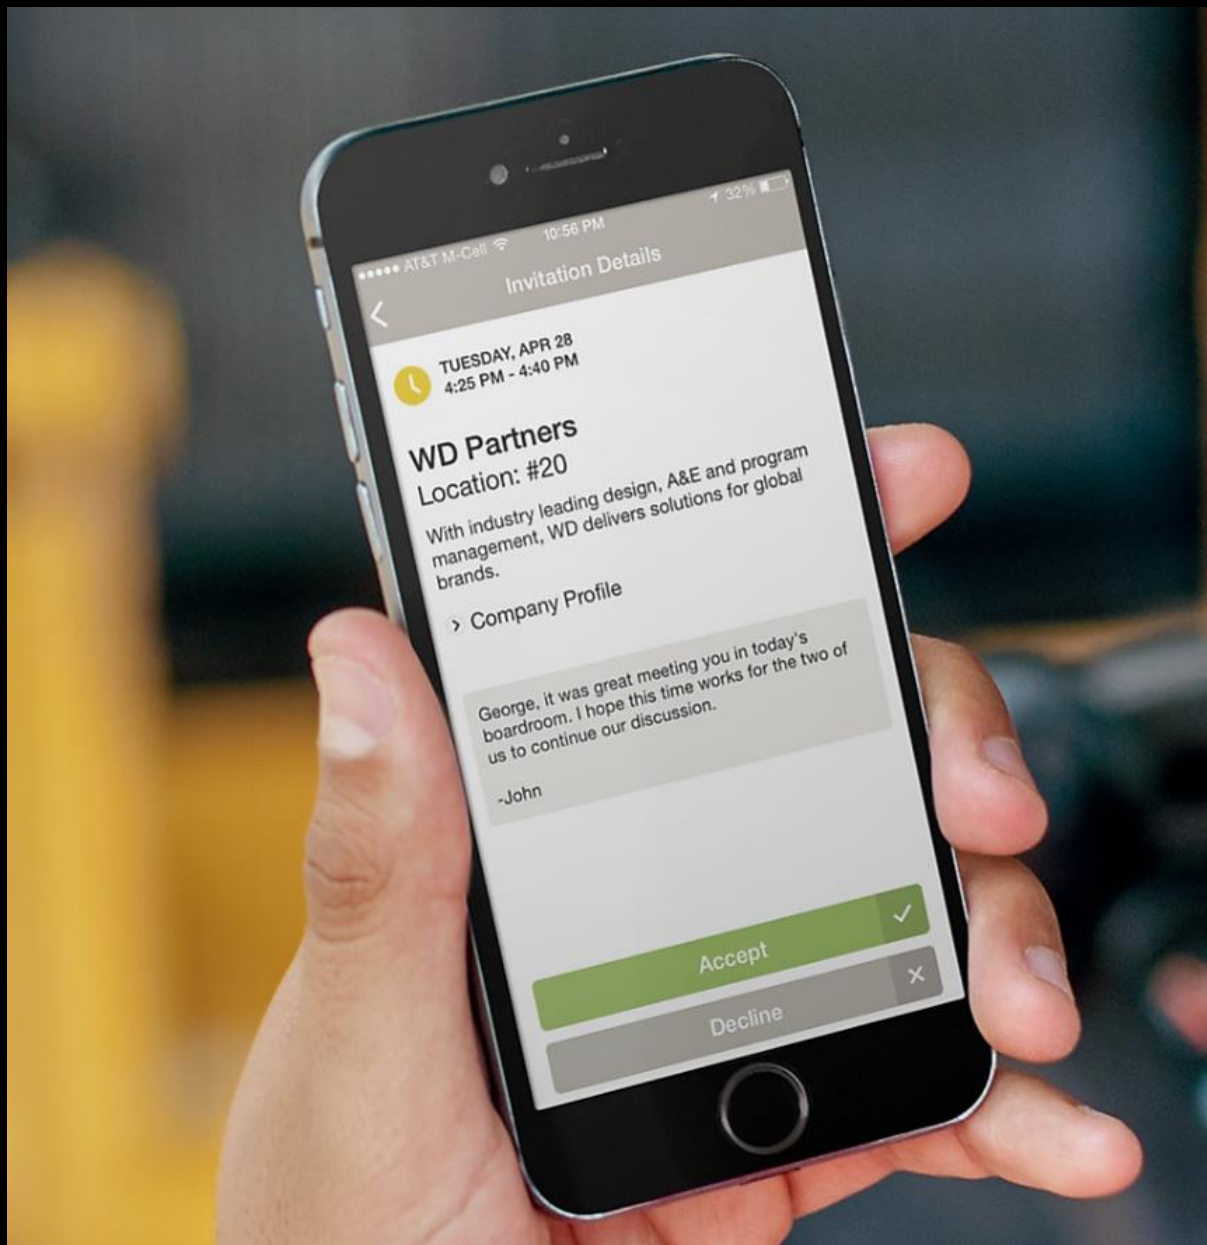 AT&T M-Cell 10:56 PM 32%
Invitation Details
TUESDAY, APR 28
4:25 PM - 4:40 PM
WD Partners
Location: #20
With industry leading design, A&E and program
management, WD delivers solutions for global
brands.
Company Profile
George, it was great meeting you in today's
boardroom. I hope this time works for the two of
us to continue our discussion.
-John
Accept
Decline